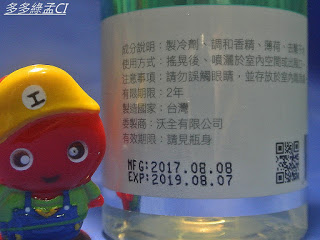 多多綠孟CI
成分說明：製冷劑、調和香精、薄荷、
使用方式：搖晃後、噴灑於室內空間或
注意事項：請勿誤觸眼睛，並存放於室內
有限期限：2年
製造國家：台灣
委製商：沃全有限公司
有效期限：請見瓶身
MFG:2017.08.08
EXP:2019.08.07
H